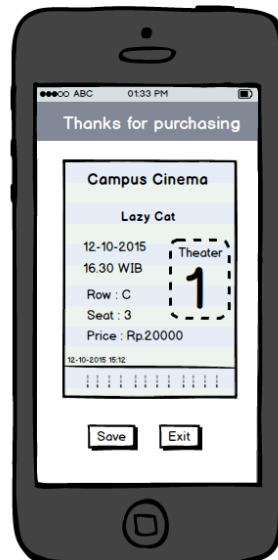 ●●●○○ ABC 01:33 PM
Thanks for purchasing
Campus Cinema
Lazy Cat
12-10-2015
16.30 WIB
Theater
1
Row : C
Seat : 3
Price : Rp.20000
12-10-2015 15:12
Save Exit